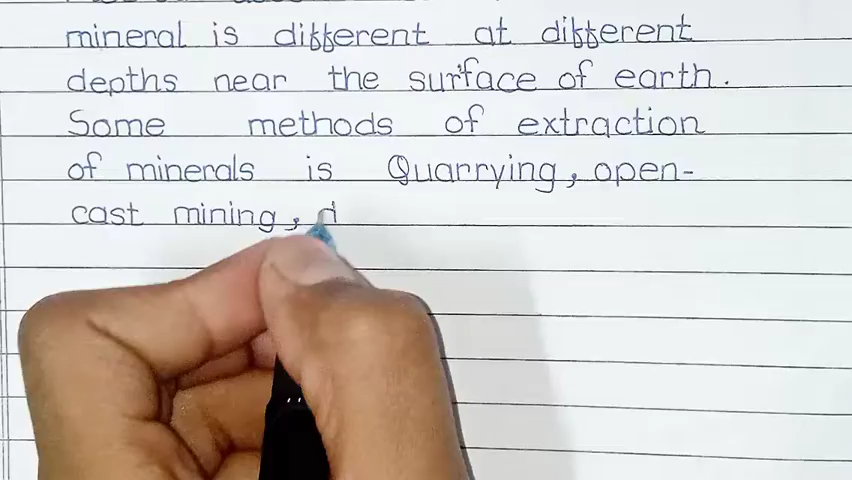 mineral is different at different
depths near the surface of earth.
Some methods of extraction
of minerals is Quarrying, open-
cast mining, d